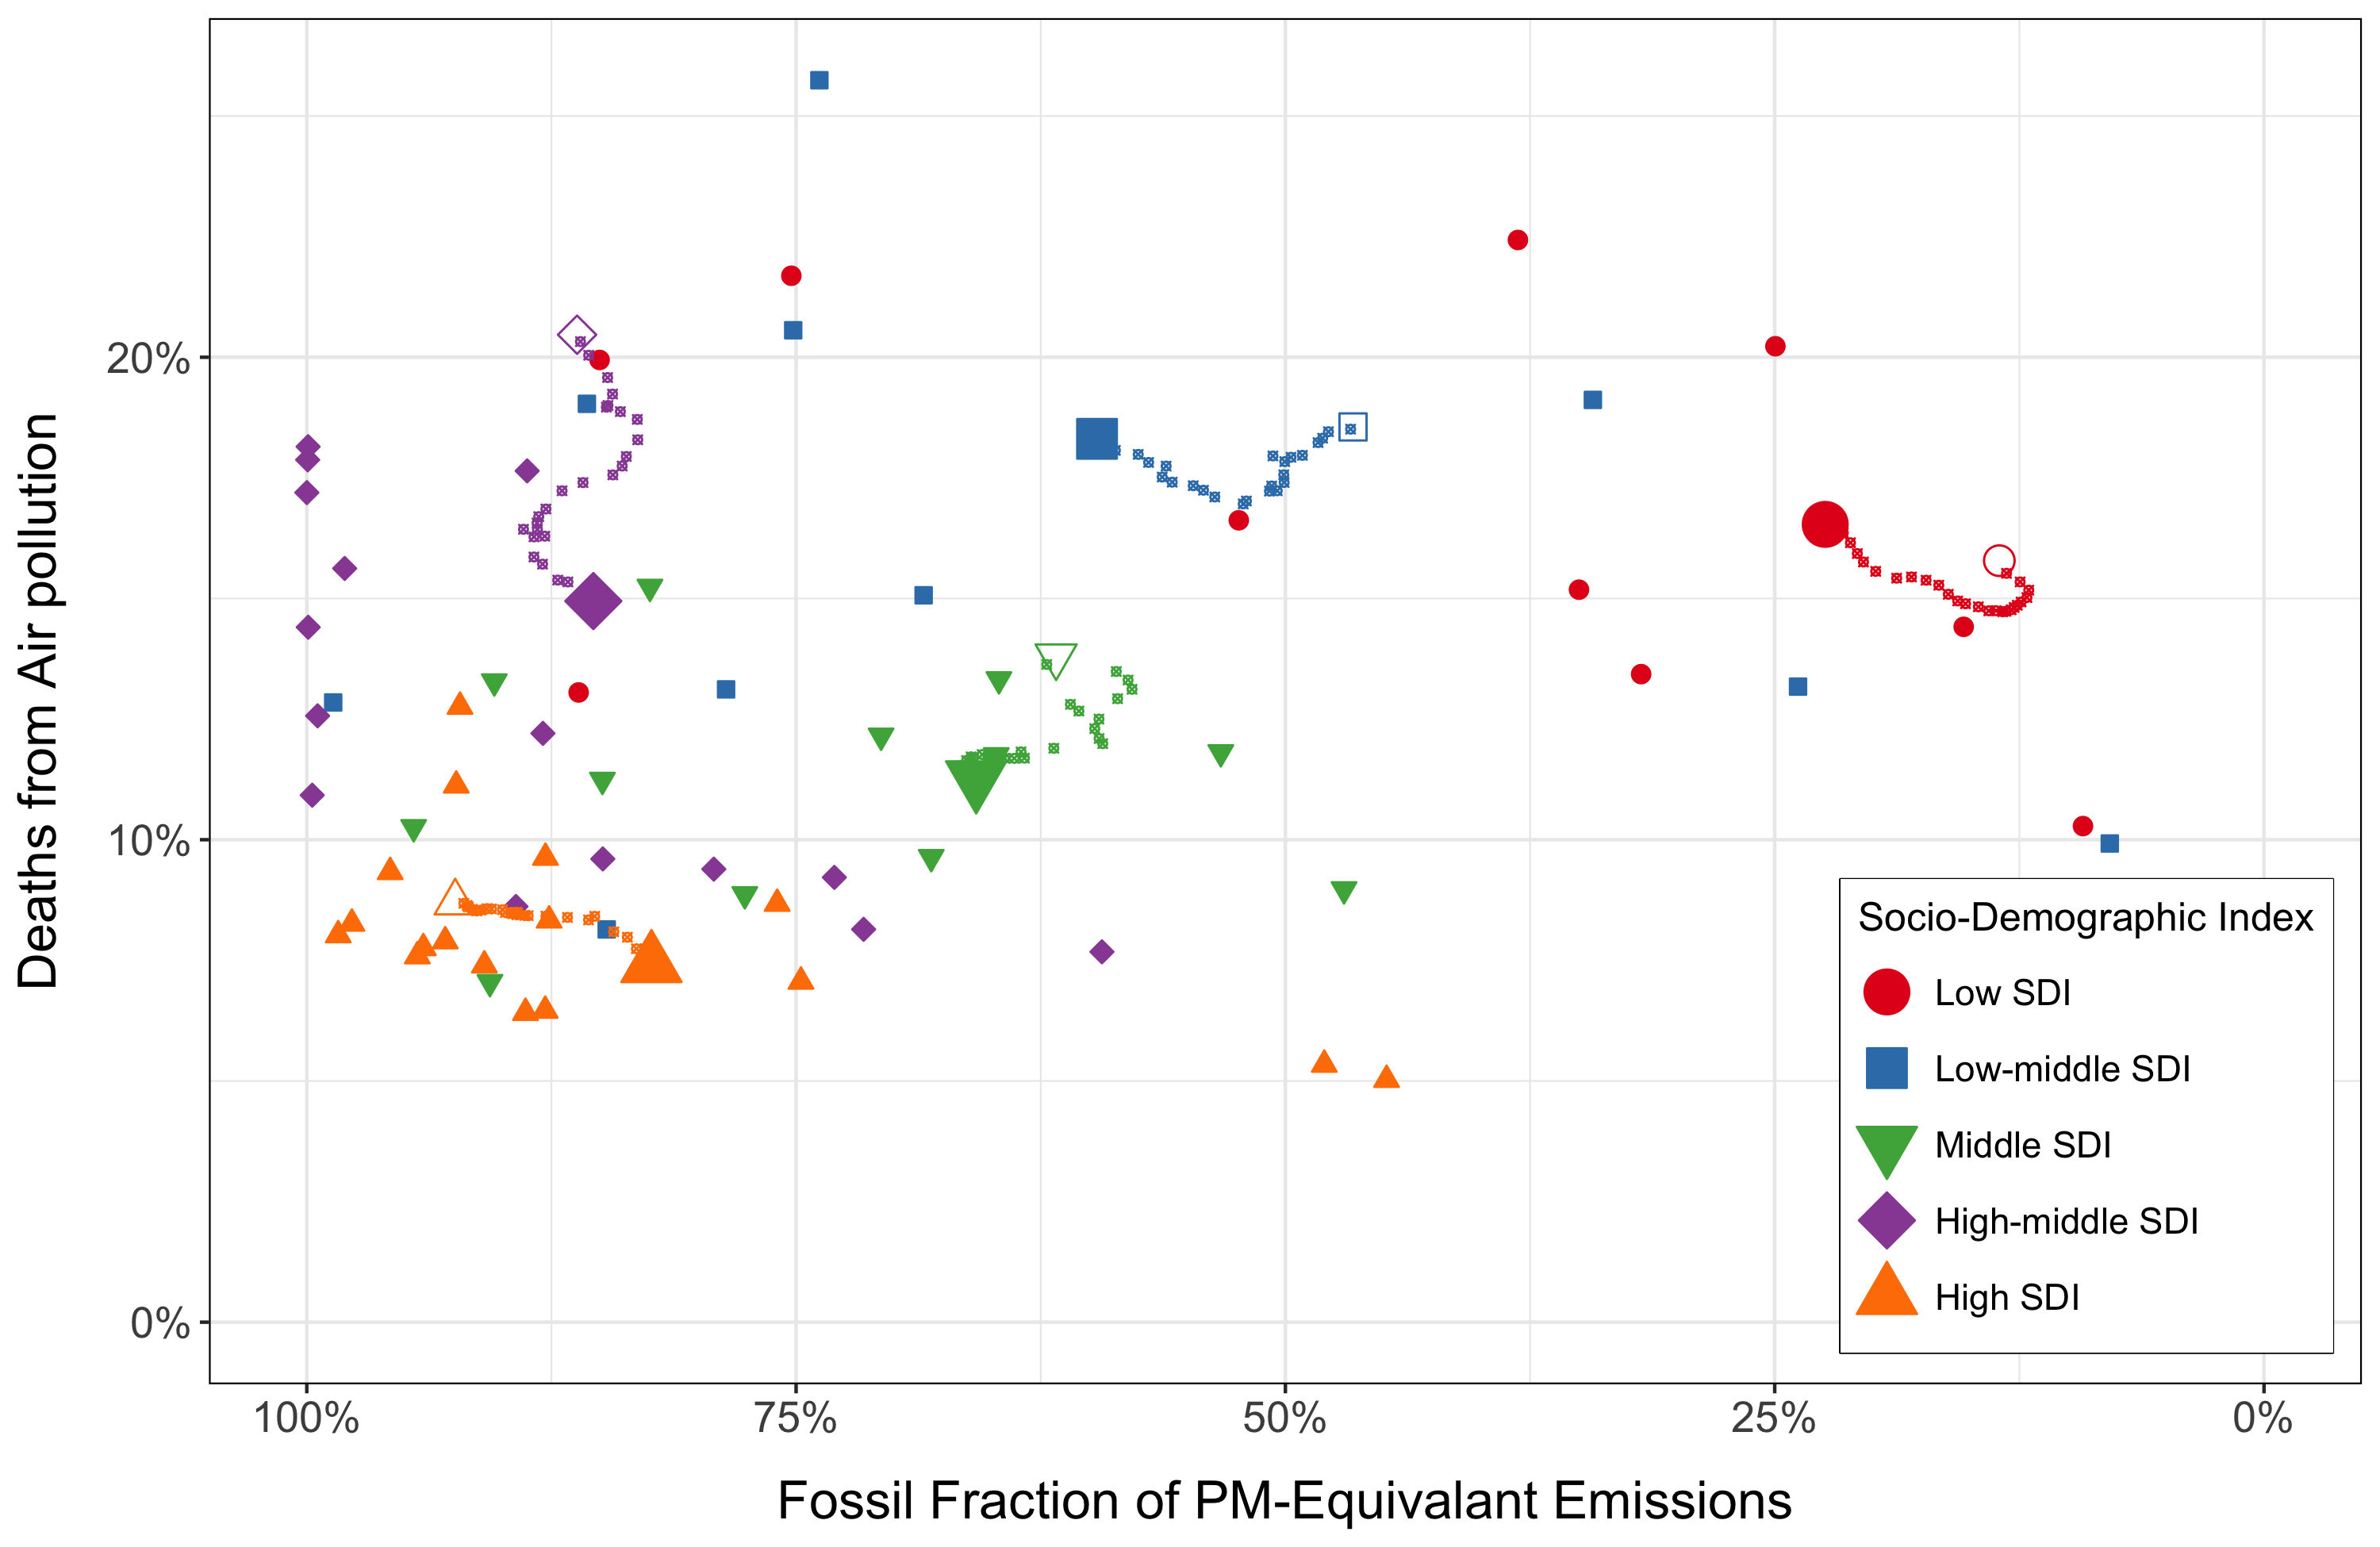 Deaths from Air pollution
20%
10%
0%
100%
75%
50%
25%
0%
Fossil Fraction of PM-Equivalant Emissions
Socio-Demographic Index
Low SDI
Low-middle SDI
Middle SDI
High-middle SDI
High SDI